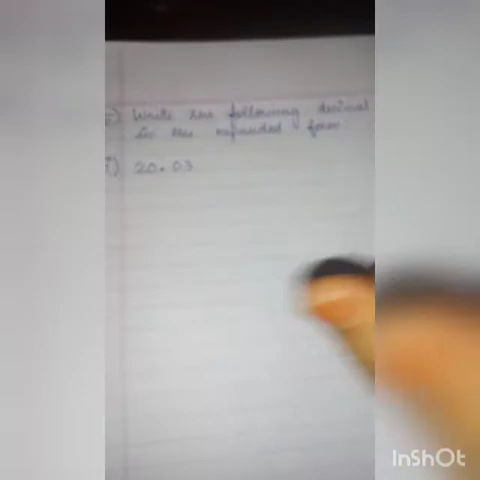 Write the following decimal
in the expanded form
i) 20.03
InShOt